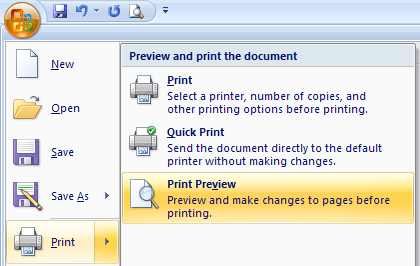 New
Open
Save
Save As
Print
Preview and print the document
Print
Select a printer, number of copies, and
other printing options before printing.
Quick Print
Send the document directly to the default
printer without making changes.
Print Preview
Preview and make changes to pages before
printing.